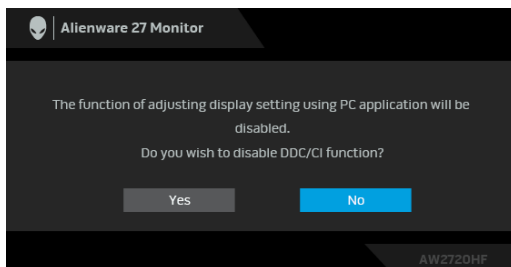 Alienware 27 Monitor
The function of adjusting display setting using PC application will be
disabled.
Do you wish to disable DDC/CI function?
Yes No
AW2720HF